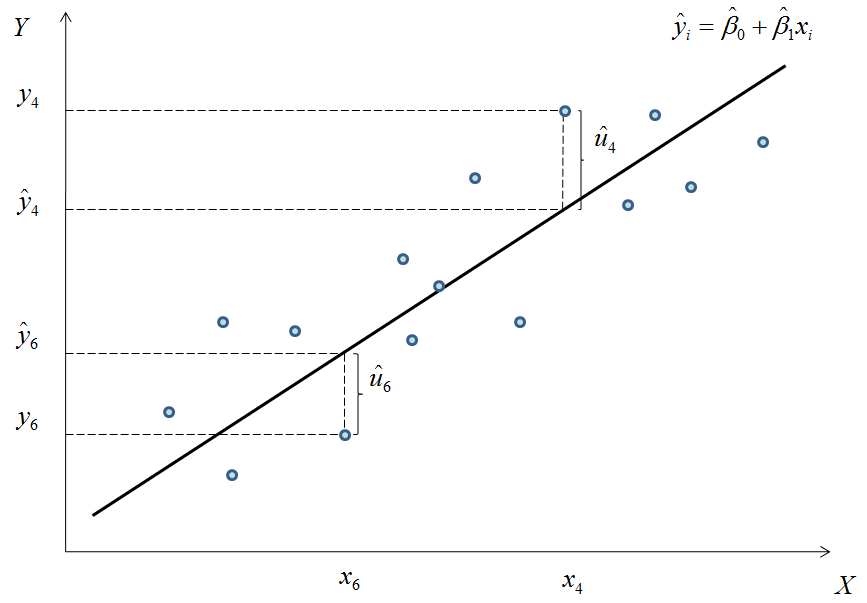 Y
ŷᵢ = β̂₀ + β̂₁xᵢ
y₄
û₄
ŷ₄
ŷ₆
û₆
y₆
x₆
x₄
X